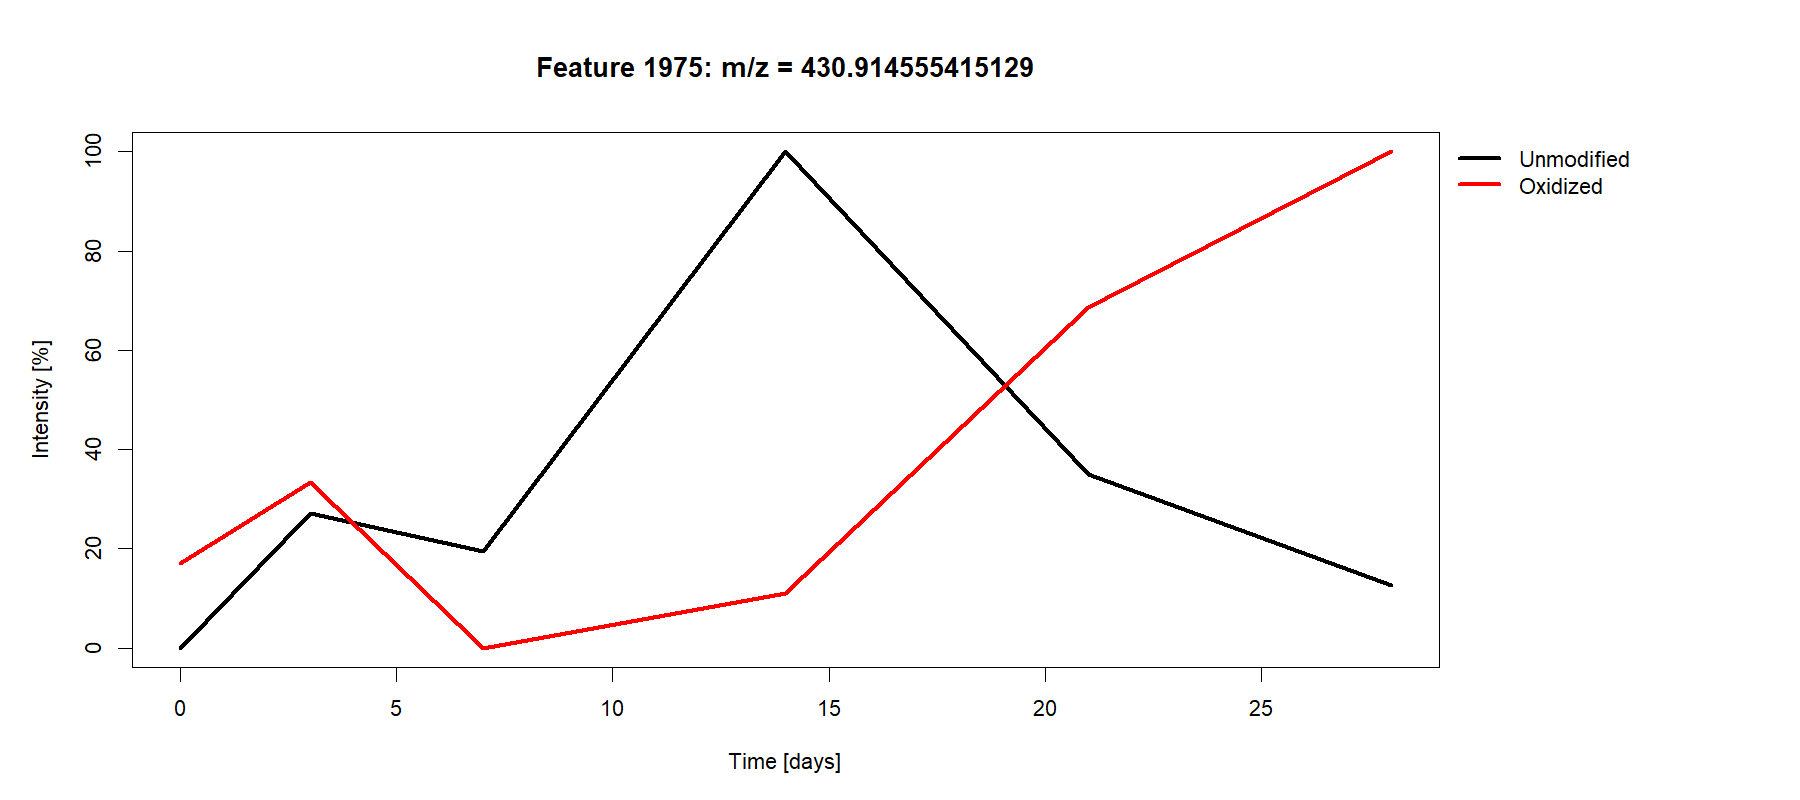 Feature 1975: m/z = 430.914555415129
Unmodified
Oxidized
Intensity [%]
100
80
60
40
20
0
0 5 10 15 20 25
Time [days]